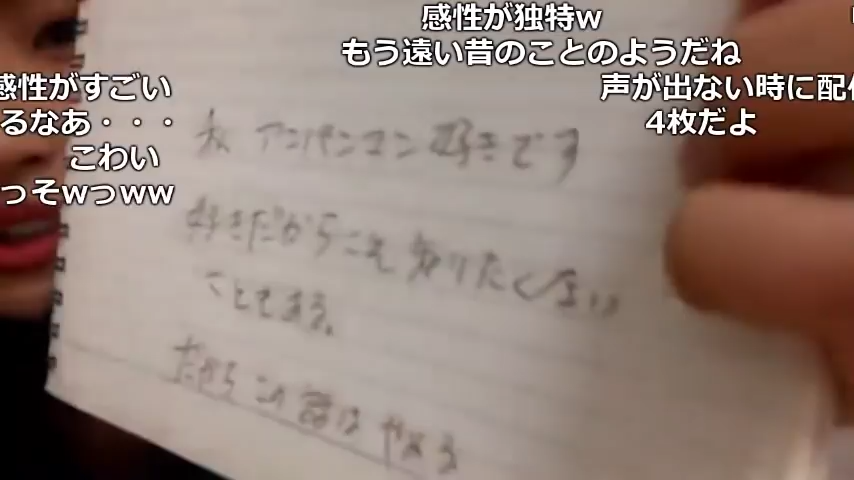 感性が独特w
もう遠い昔のことのようだね
感性がすごい
声が出ない時に配信
るなあ・・・
4枚だよ
こわい
っそwっww
私 アンパンマン好きです
好きだからこそ 知りたくない
こともある。
だから この話は やめる